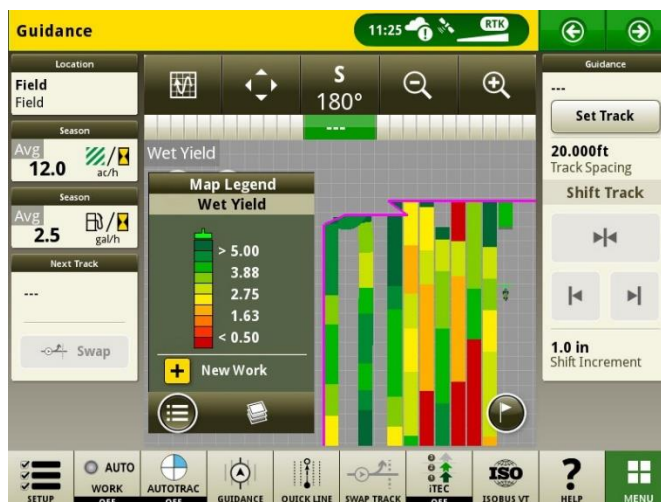 Guidance
11:25
RTK
Location
Field
Field
Season
Avg
12.0
ac/h
Season
Avg
2.5
gal/h
Next Track
---
Swap
S
180°
---
Wet Yield
Map Legend
Wet Yield
> 5.00
3.88
2.75
1.63
< 0.50
New Work
Guidance
---
Set Track
20.000ft
Track Spacing
Shift Track
1.0 in
Shift Increment
SETUP
AUTO
WORK
OFF
AUTOTRAC
OFF
GUIDANCE
QUICK LINE
SWAP TRACK
iTEC
OFF
ISO
ISOBUS VT
?
HELP
MENU